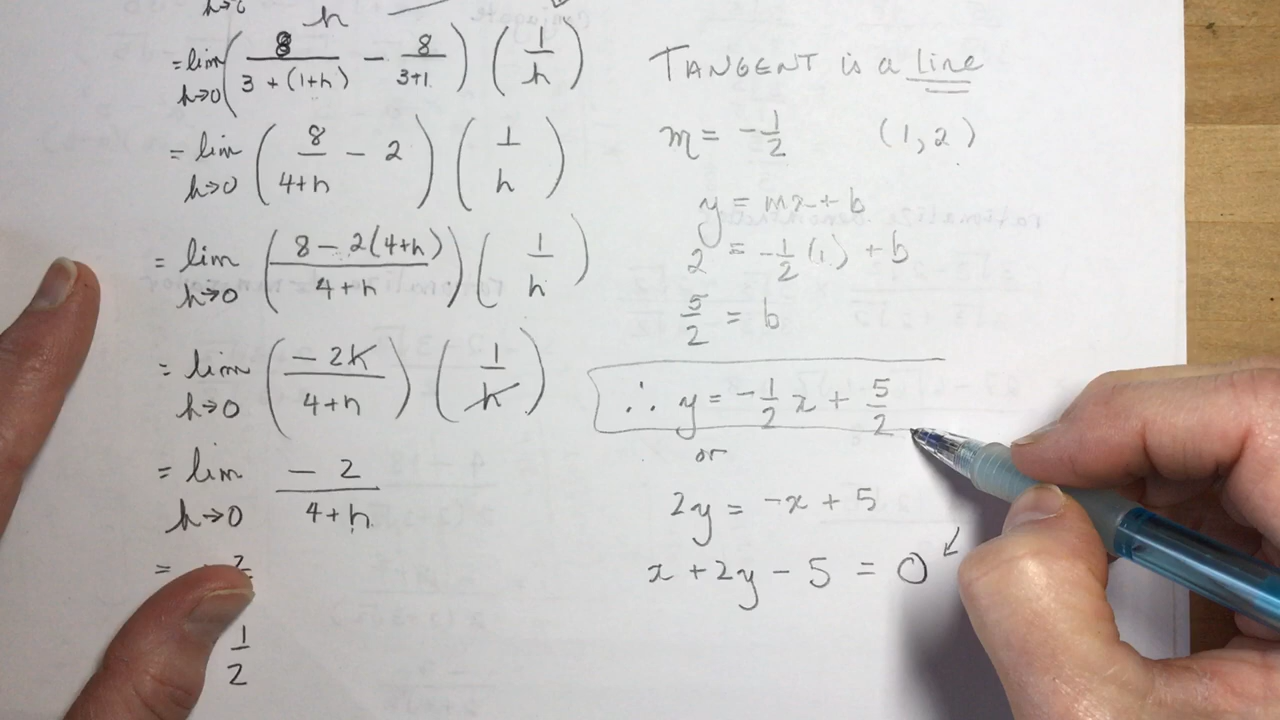 h→0 h
= lim h→0 ( 8 / 3 + (1+h) − 8 / 3+1 ) ( 1 / h )
= lim h→0 ( 8 / 4+h − 2 ) ( 1 / h )
= lim h→0 ( 8 − 2(4+h) / 4+h ) ( 1 / h )
= lim h→0 ( − 2h / 4+h ) ( 1 / h )
= lim h→0 − 2 / 4+h
=
1 / 2
TANGENT is a line
m = − 1/2 (1, 2)
y = mx + b
2 = − 1/2 (1) + b
5/2 = b
∴ y = − 1/2 x + 5/2
or
2y = −x + 5
x + 2y − 5 = 0